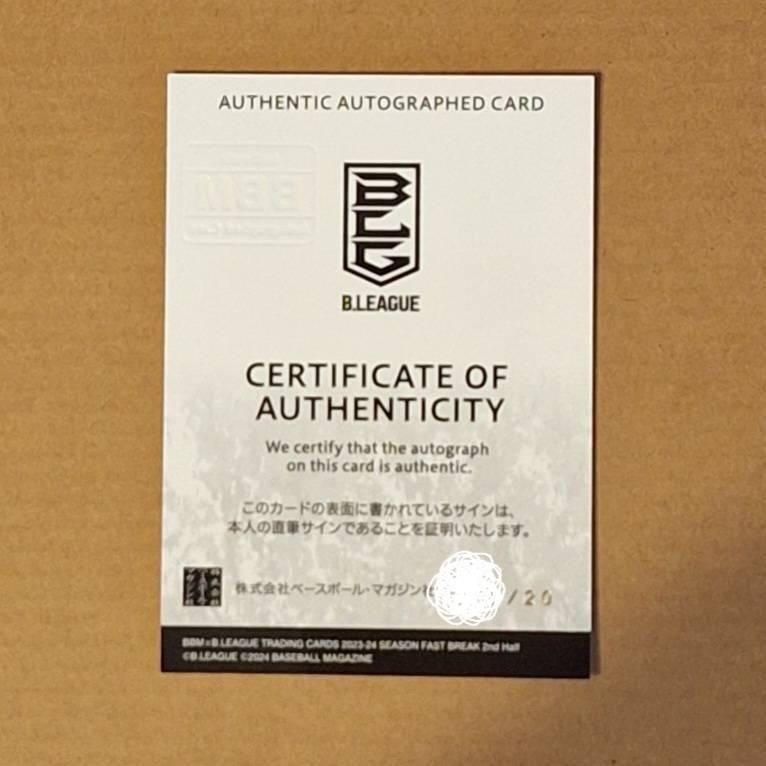 AUTHENTIC AUTOGRAPHED CARD
BBM
BLG
B.LEAGUE
CERTIFICATE OF
AUTHENTICITY
We certify that the autograph
on this card is authentic.
このカードの表面に書かれているサインは、
本人の直筆サインであることを証明いたします。
株式会社ベースボール・マガジン社
/20
BBM×B.LEAGUE TRADING CARDS 2023-24 SEASON FAST BREAK 2nd Half
©B.LEAGUE ©2024 BASEBALL MAGAZINE